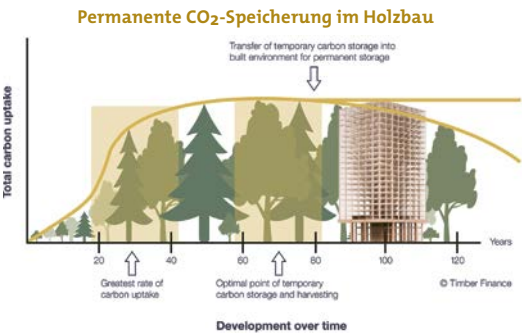 Permanente CO2-Speicherung im Holzbau
Transfer of temporary carbon storage into
built environment for permanent storage
Total carbon uptake
20 40 60 80 100 120 Years
Greatest rate of
carbon uptake
Optimal point of temporary
carbon storage and harvesting
© Timber Finance
Development over time